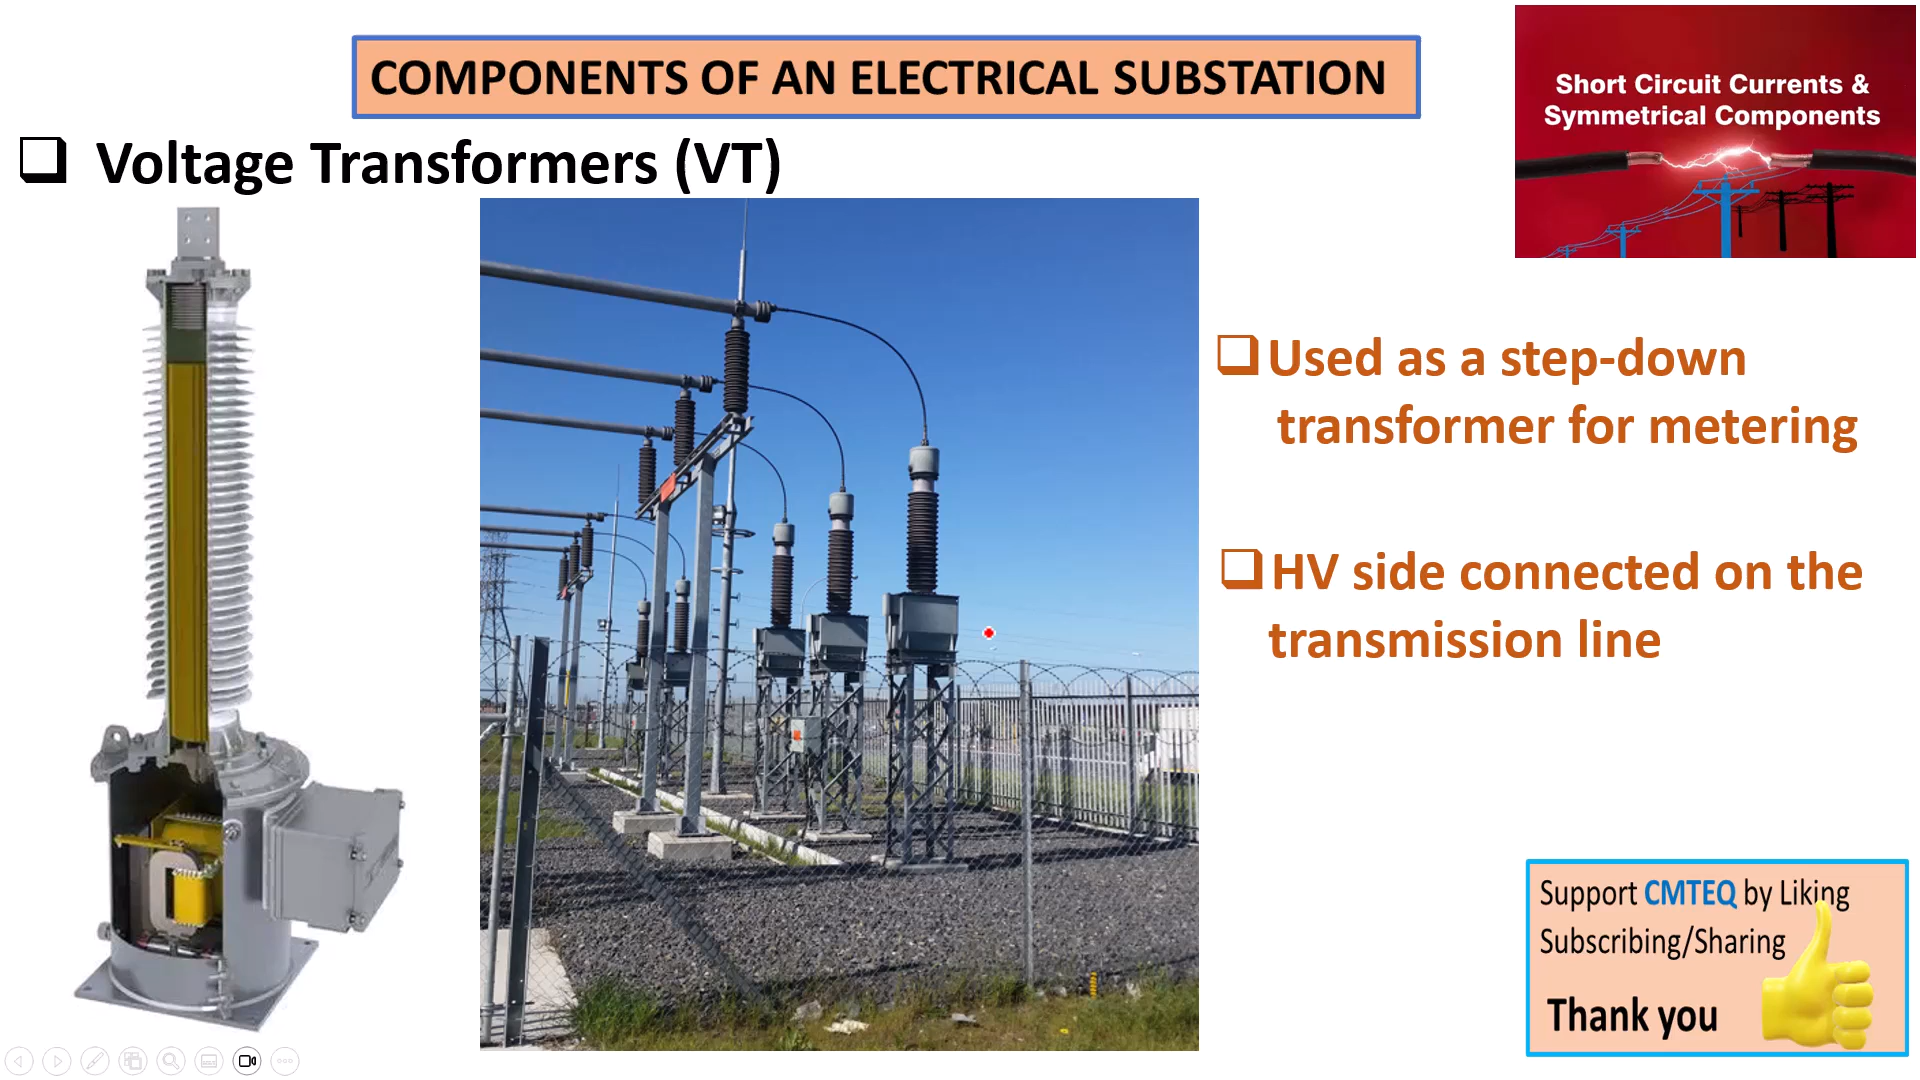 COMPONENTS OF AN ELECTRICAL SUBSTATION
Short Circuit Currents &
Symmetrical Components
Voltage Transformers (VT)
Used as a step-down
transformer for metering
HV side connected on the
transmission line
Support CMTEQ by Liking
Subscribing/Sharing
Thank you